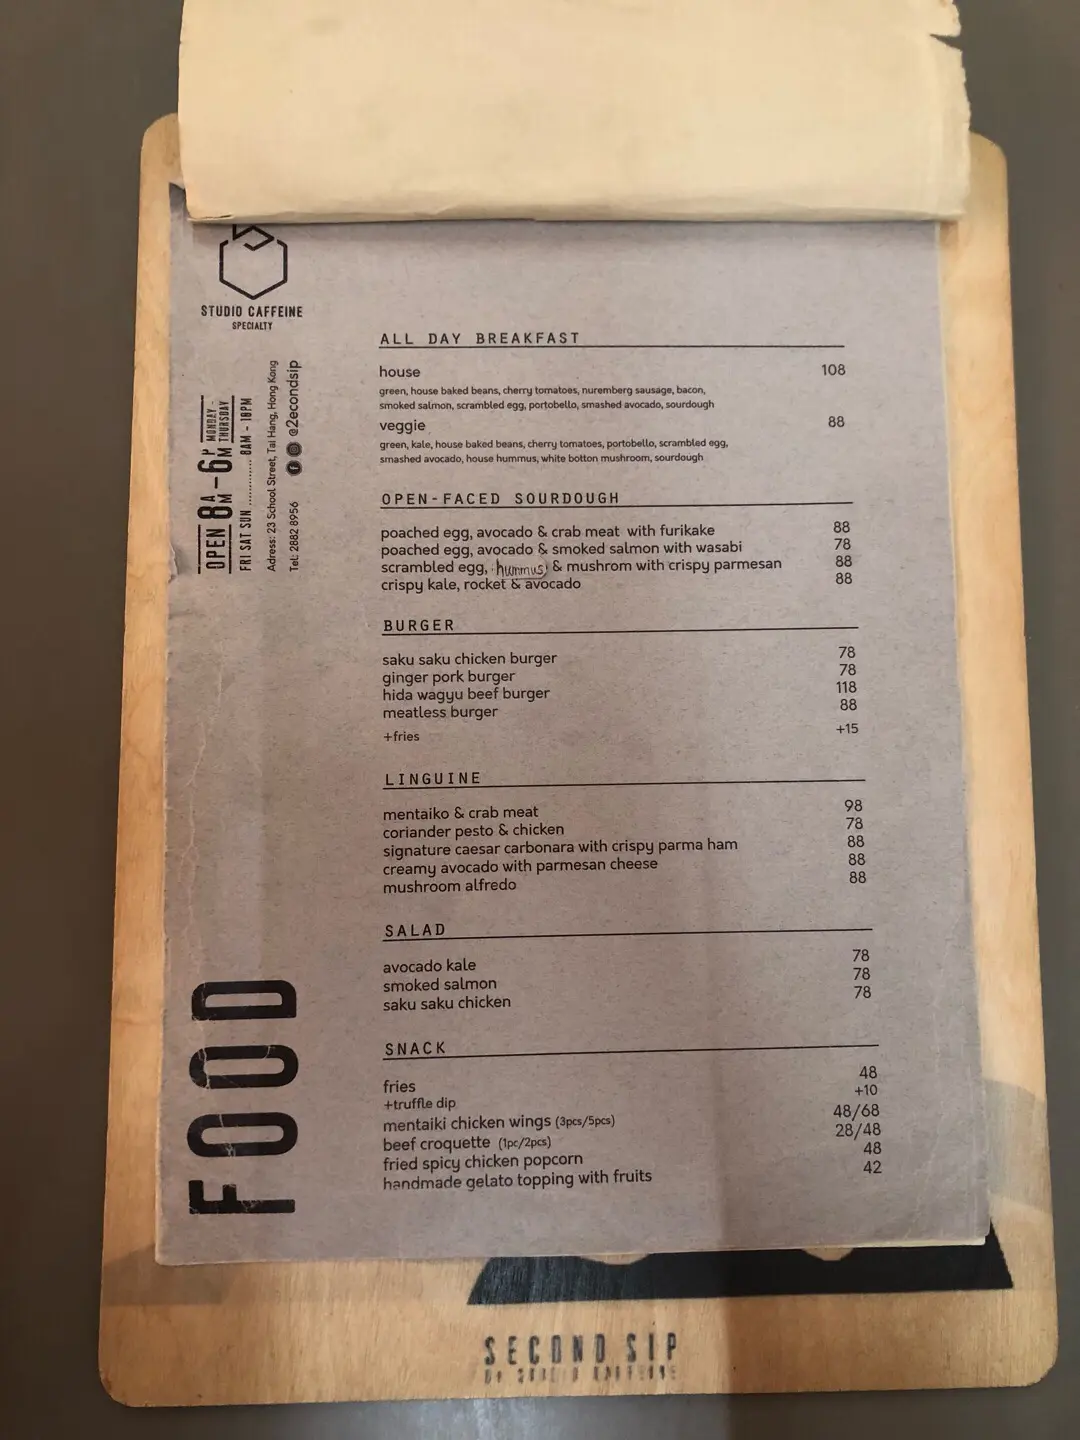 STUDIO CAFFEINE
SPECIALTY
OPEN 8AM-6PM MONDAY - THURSDAY
FRI SAT SUN ............ 8AM - 18PM
Adress: 23 School Street, Tai Hang, Hong Kong
Tel: 2882 8956 @2econdsip
FOOD
ALL DAY BREAKFAST
house 108
green, house baked beans, cherry tomatoes, nuremberg sausage, bacon,
smoked salmon, scrambled egg, portobello, smashed avocado, sourdough
veggie 88
green, kale, house baked beans, cherry tomatoes, portobello, scrambled egg,
smashed avocado, house hummus, white botton mushroom, sourdough
OPEN-FACED SOURDOUGH
poached egg, avocado & crab meat with furikake 88
poached egg, avocado & smoked salmon with wasabi 78
scrambled egg, hummus & mushrom with crispy parmesan 88
crispy kale, rocket & avocado 88
BURGER
saku saku chicken burger 78
ginger pork burger 78
hida wagyu beef burger 118
meatless burger 88
+fries +15
LINGUINE
mentaiko & crab meat 98
coriander pesto & chicken 78
signature caesar carbonara with crispy parma ham 88
creamy avocado with parmesan cheese 88
mushroom alfredo 88
SALAD
avocado kale 78
smoked salmon 78
saku saku chicken 78
SNACK
fries 48
+truffle dip +10
mentaiki chicken wings (3pcs/5pcs) 48/68
beef croquette (1pc/2pcs) 28/48
fried spicy chicken popcorn 48
handmade gelato topping with fruits 42
SECOND SIP
BY STUDIO CAFFEINE